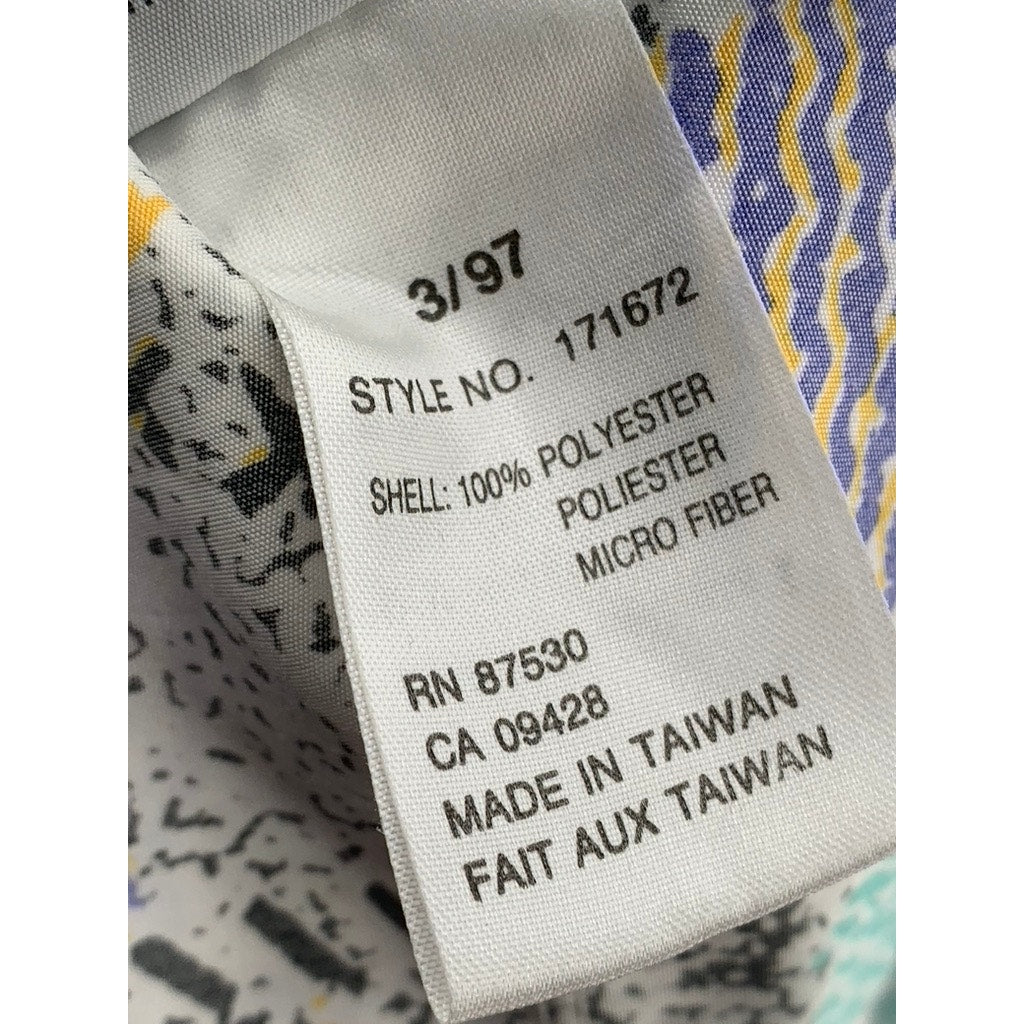 3/97
STYLE NO. 171672
SHELL: 100% POLYESTER
POLIESTER
MICRO FIBER
RN 87530
CA 09428
MADE IN TAIWAN
FAIT AUX TAIWAN